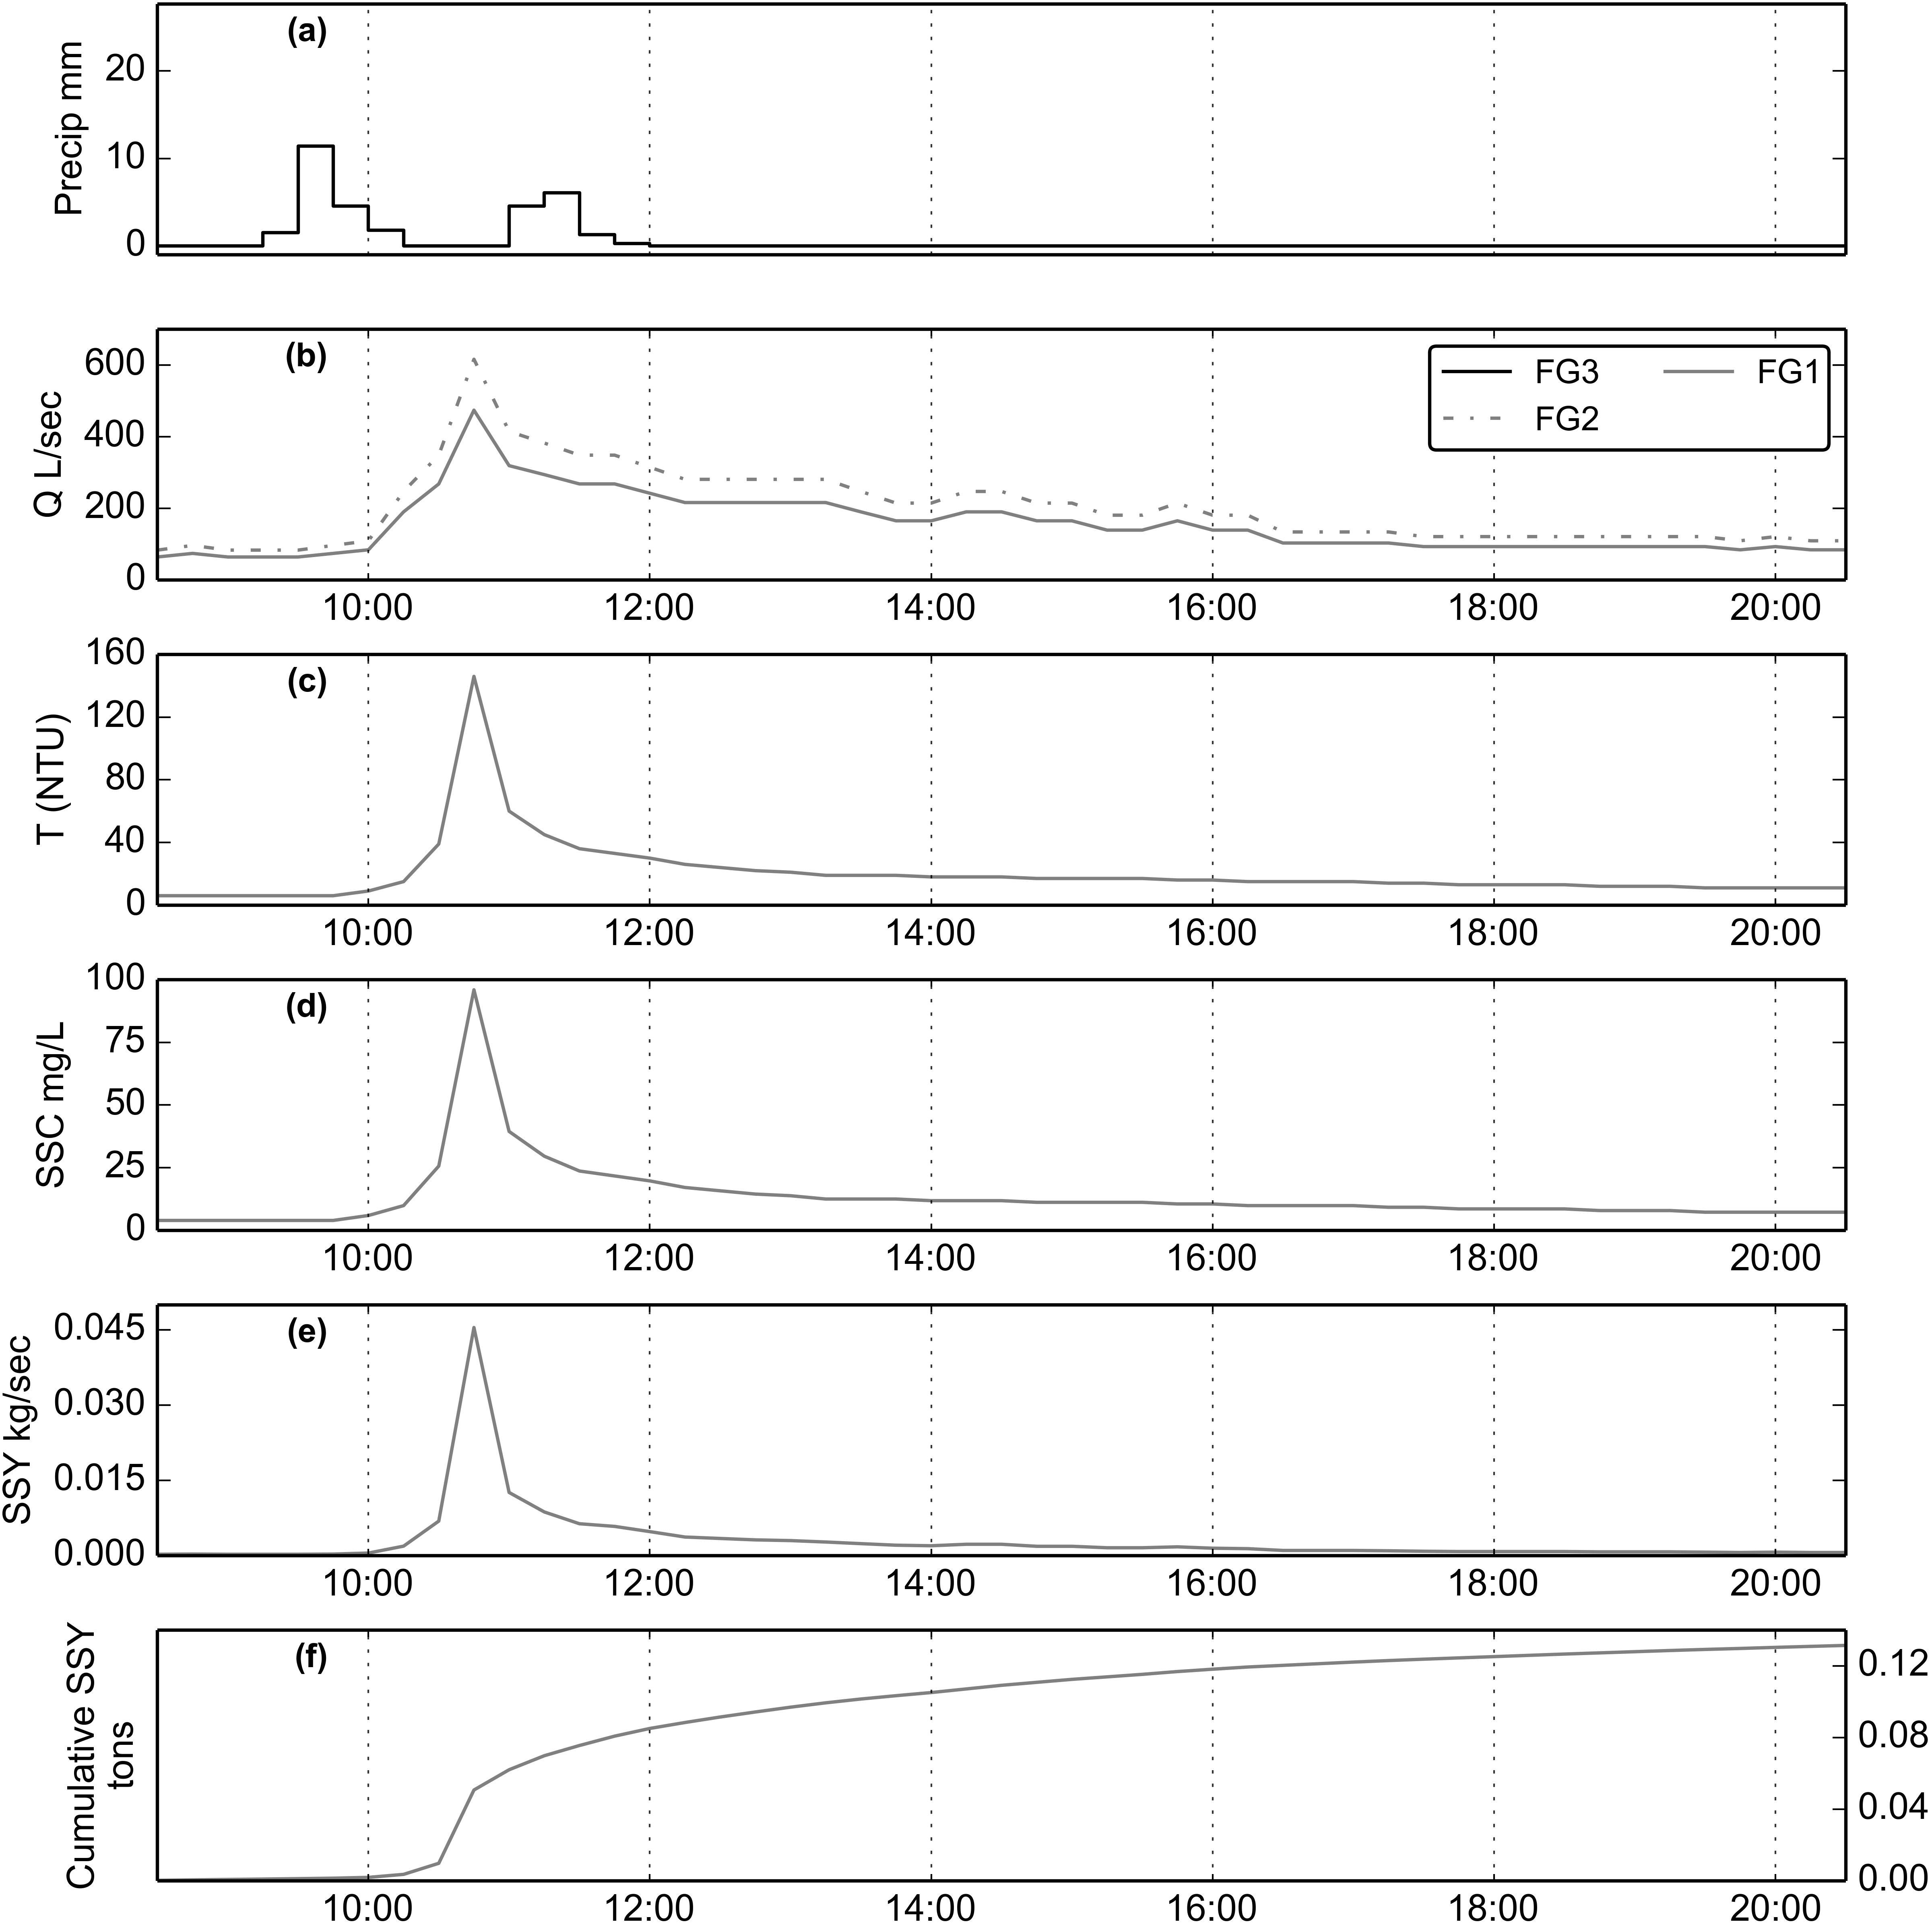 (a)
Precip mm
20
10
0
(b)
Q L/sec
600
400
200
0
FG3 FG1
FG2
10:00 12:00 14:00 16:00 18:00 20:00
(c)
T (NTU)
160
120
80
40
0
10:00 12:00 14:00 16:00 18:00 20:00
(d)
SSC mg/L
100
75
50
25
0
10:00 12:00 14:00 16:00 18:00 20:00
(e)
SSY kg/sec
0.045
0.030
0.015
0.000
10:00 12:00 14:00 16:00 18:00 20:00
(f)
Cumulative SSY
tons
0.12
0.08
0.04
0.00
10:00 12:00 14:00 16:00 18:00 20:00